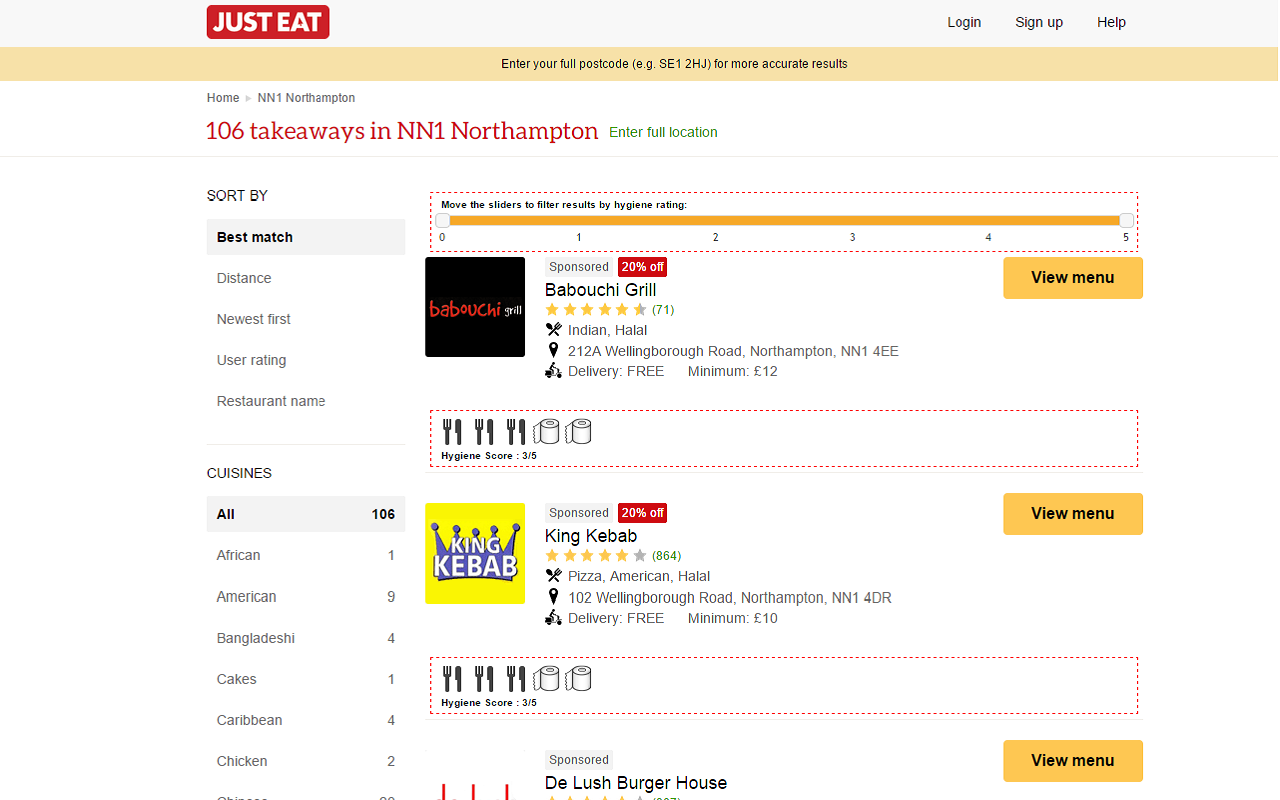 JUST EAT
Login Sign up Help
Enter your full postcode (e.g. SE1 2HJ) for more accurate results
Home NN1 Northampton
106 takeaways in NN1 Northampton Enter full location
SORT BY
Best match
Distance
Newest first
User rating
Restaurant name
CUISINES
All 106
African 1
American 9
Bangladeshi 4
Cakes 1
Caribbean 4
Chicken 2
Move the sliders to filter results by hygiene rating:
0 1 2 3 4 5
babouchi grill
Sponsored 20% off
Babouchi Grill
(71)
Indian, Halal
212A Wellingborough Road, Northampton, NN1 4EE
Delivery: FREE Minimum: £12
View menu
Hygiene Score : 3/5
KING
KEBAB
Sponsored 20% off
King Kebab
(864)
Pizza, American, Halal
102 Wellingborough Road, Northampton, NN1 4DR
Delivery: FREE Minimum: £10
View menu
Hygiene Score : 3/5
Sponsored
De Lush Burger House
View menu